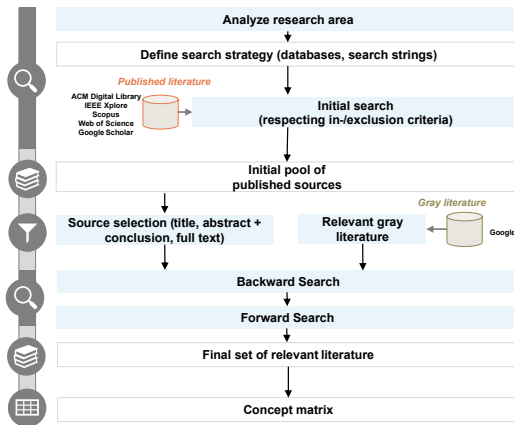 Analyze research area
Define search strategy (databases, search strings)
Published literature
ACM Digital Library
IEEE Xplore
Scopus
Web of Science
Google Scholar
Initial search
(respecting in-/exclusion criteria)
Initial pool of
published sources
Source selection (title, abstract +
conclusion, full text)
Relevant gray
literature
Gray literature
Google
Backward Search
Forward Search
Final set of relevant literature
Concept matrix